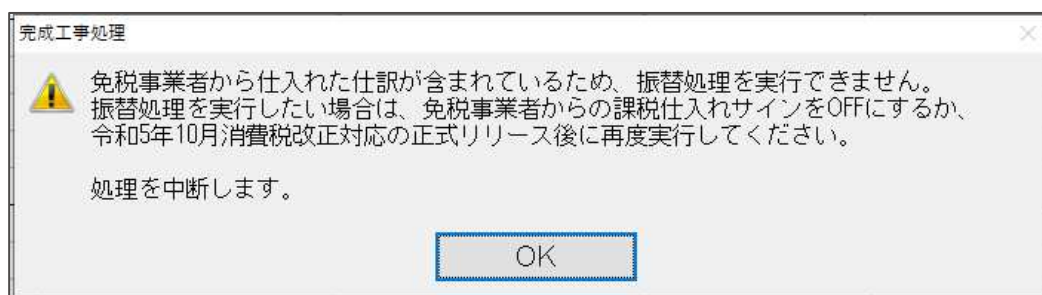 完成工事処理
免税事業者から仕入れた仕訳が含まれているため、振替処理を実行できません。
振替処理を実行したい場合は、免税事業者からの課税仕入れサインをOFFにするか、
令和5年10月消費税改正対応の正式リリース後に再度実行してください。
処理を中断します。
OK